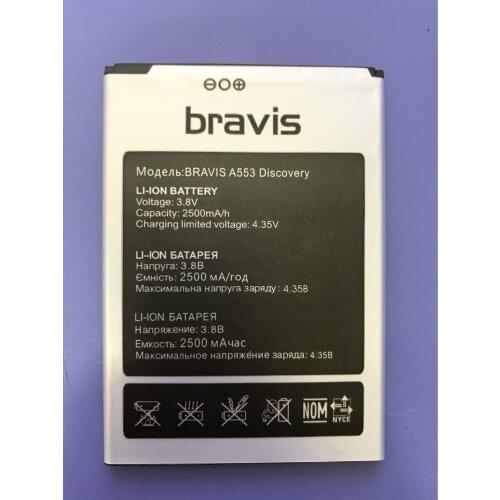 bravis
Модель:BRAVIS A553 Discovery
LI-ION BATTERY
Voltage: 3.8V
Capacity: 2500mA/h
Charging limited voltage: 4.35V
LI-ION БАТАРЕЯ
Напруга: 3.8В
Ємність: 2500 мА/год
Максимальна напруга заряду: 4.35В
LI-ION БАТАРЕЯ
Напряжение: 3.8В
Емкость: 2500 мАчас
Максимальное напряжение заряда: 4.35В
NOM
NYCE